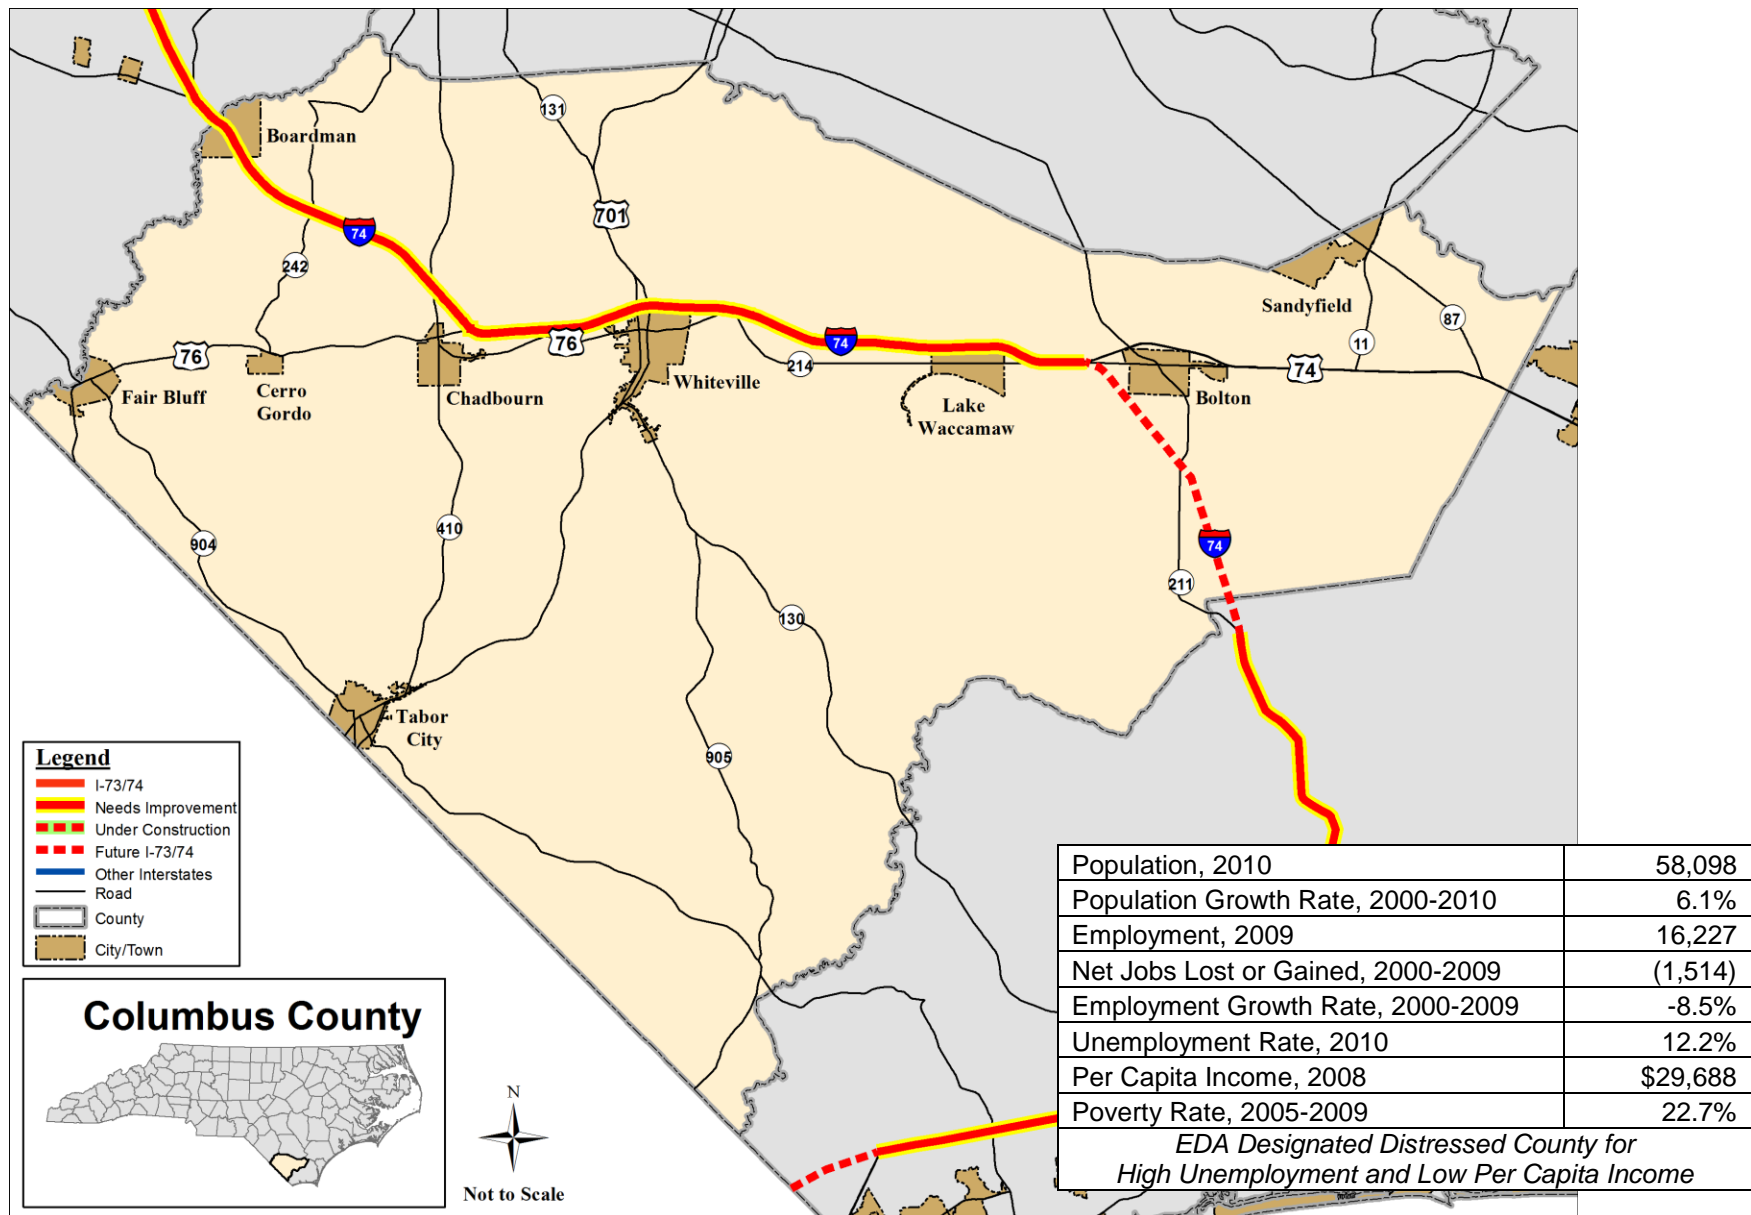 Boardman
131
701
74
242
Sandyfield
87
11
76
76
74
214
74
Fair Bluff
Cerro
Gordo
Chadbourn
Whiteville
Lake
Waccamaw
Bolton
904
410
74
211
130
Tabor
City
905
Legend
I-73/74
Needs Improvement
Under Construction
Future I-73/74
Other Interstates
Road
County
City/Town
Columbus County
N
Not to Scale
Population, 2010 58,098
Population Growth Rate, 2000-2010 6.1%
Employment, 2009 16,227
Net Jobs Lost or Gained, 2000-2009 (1,514)
Employment Growth Rate, 2000-2009 -8.5%
Unemployment Rate, 2010 12.2%
Per Capita Income, 2008 $29,688
Poverty Rate, 2005-2009 22.7%
EDA Designated Distressed County for
High Unemployment and Low Per Capita Income